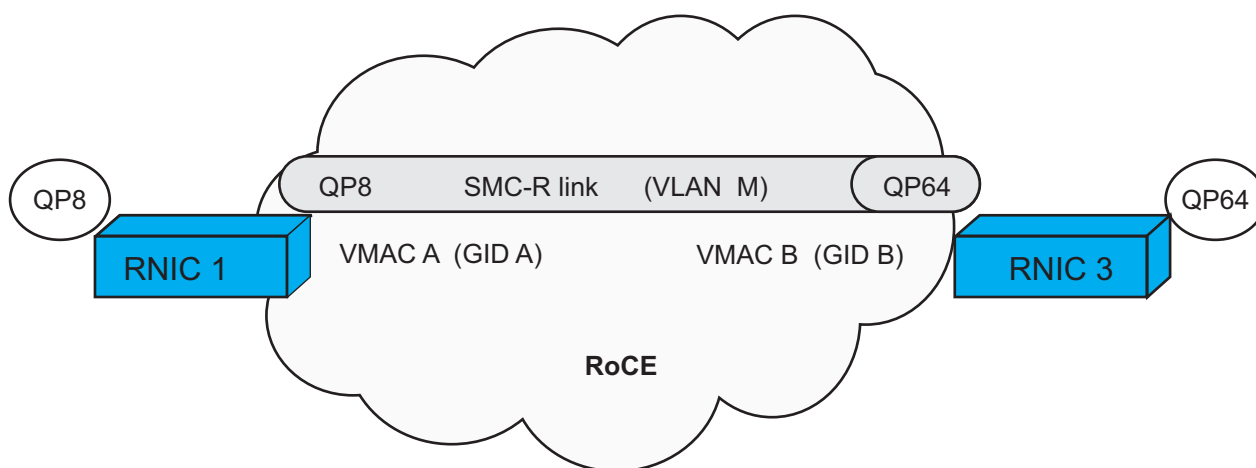 QP8
QP8 SMC-R link (VLAN M) QP64
QP64
RNIC 1
VMAC A (GID A)
VMAC B (GID B)
RNIC 3
RoCE